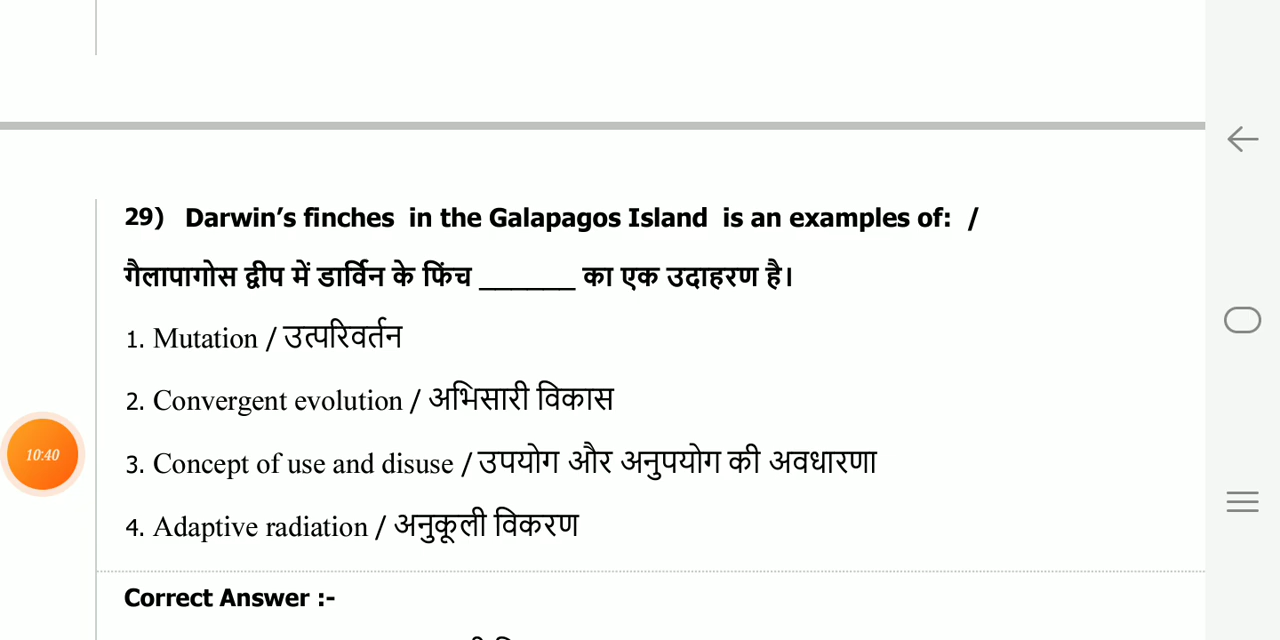 29) Darwin’s finches in the Galapagos Island is an examples of: /
गैलापागोस द्वीप में डार्विन के फिंच ______ का एक उदाहरण है।
1. Mutation / उत्परिवर्तन
2. Convergent evolution / अभिसारी विकास
3. Concept of use and disuse / उपयोग और अनुपयोग की अवधारणा
10:40
4. Adaptive radiation / अनुकूली विकरण
Correct Answer :-